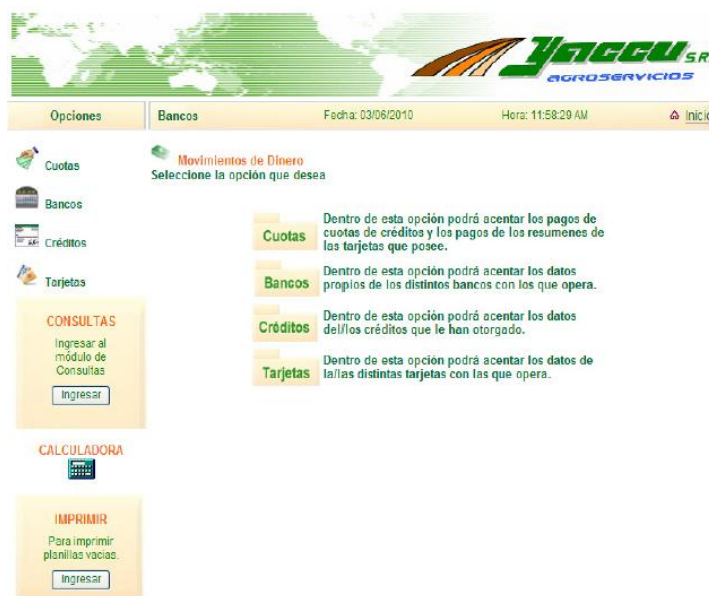 Yaccu S.R.
AGROSERVICIOS
Opciones
Bancos
Fecha: 03/06/2010
Hora: 11:58:29 AM
Inicio
Cuotas
Bancos
Créditos
Tarjetas
Movimientos de Dinero
Seleccione la opción que desea
Cuotas
Dentro de esta opción podrá acentar los pagos de
cuotas de créditos y los pagos de los resumenes de
las tarjetas que posee.
Bancos
Dentro de esta opción podrá acentar los datos
propios de los distintos bancos con los que opera.
Créditos
Dentro de esta opción podrá acentar los datos
del/los créditos que le han otorgado.
Tarjetas
Dentro de esta opción podrá acentar los datos de
la/las distintas tarjetas con las que opera.
CONSULTAS
Ingresar al
módulo de
Consultas
Ingresar
CALCULADORA
IMPRIMIR
Para imprimir
planillas vacias.
Ingresar